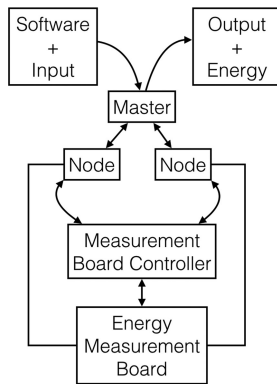 Software
+
Input
Output
+
Energy
Master
Node
Node
Measurement
Board Controller
Energy
Measurement
Board